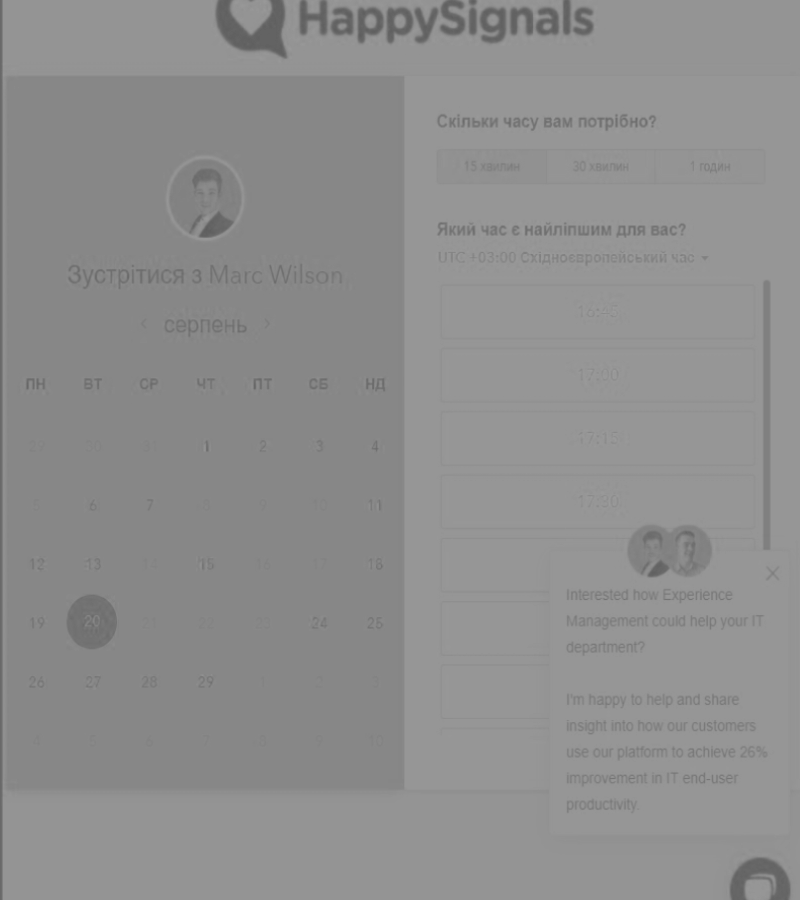 HappySignals
Скільки часу вам потрібно?
15 хвилин 30 хвилин 1 годин
Який час є найліпшим для вас?
UTC +03:00 Східноєвропейський час
Зустрітися з Marc Wilson
серпень
ПН ВТ СР ЧТ ПТ СБ НД
29 30 31 1 2 3 4
5 6 7 8 9 10 11
12 13 14 15 16 17 18
19 20 21 22 23 24 25
26 27 28 29 1 2 3
4 5 6 7 8 9 10
16:45
17:00
17:15
17:30
Interested how Experience
Management could help your IT
department?
I'm happy to help and share
insight into how our customers
use our platform to achieve 26%
improvement in IT end-user
productivity.